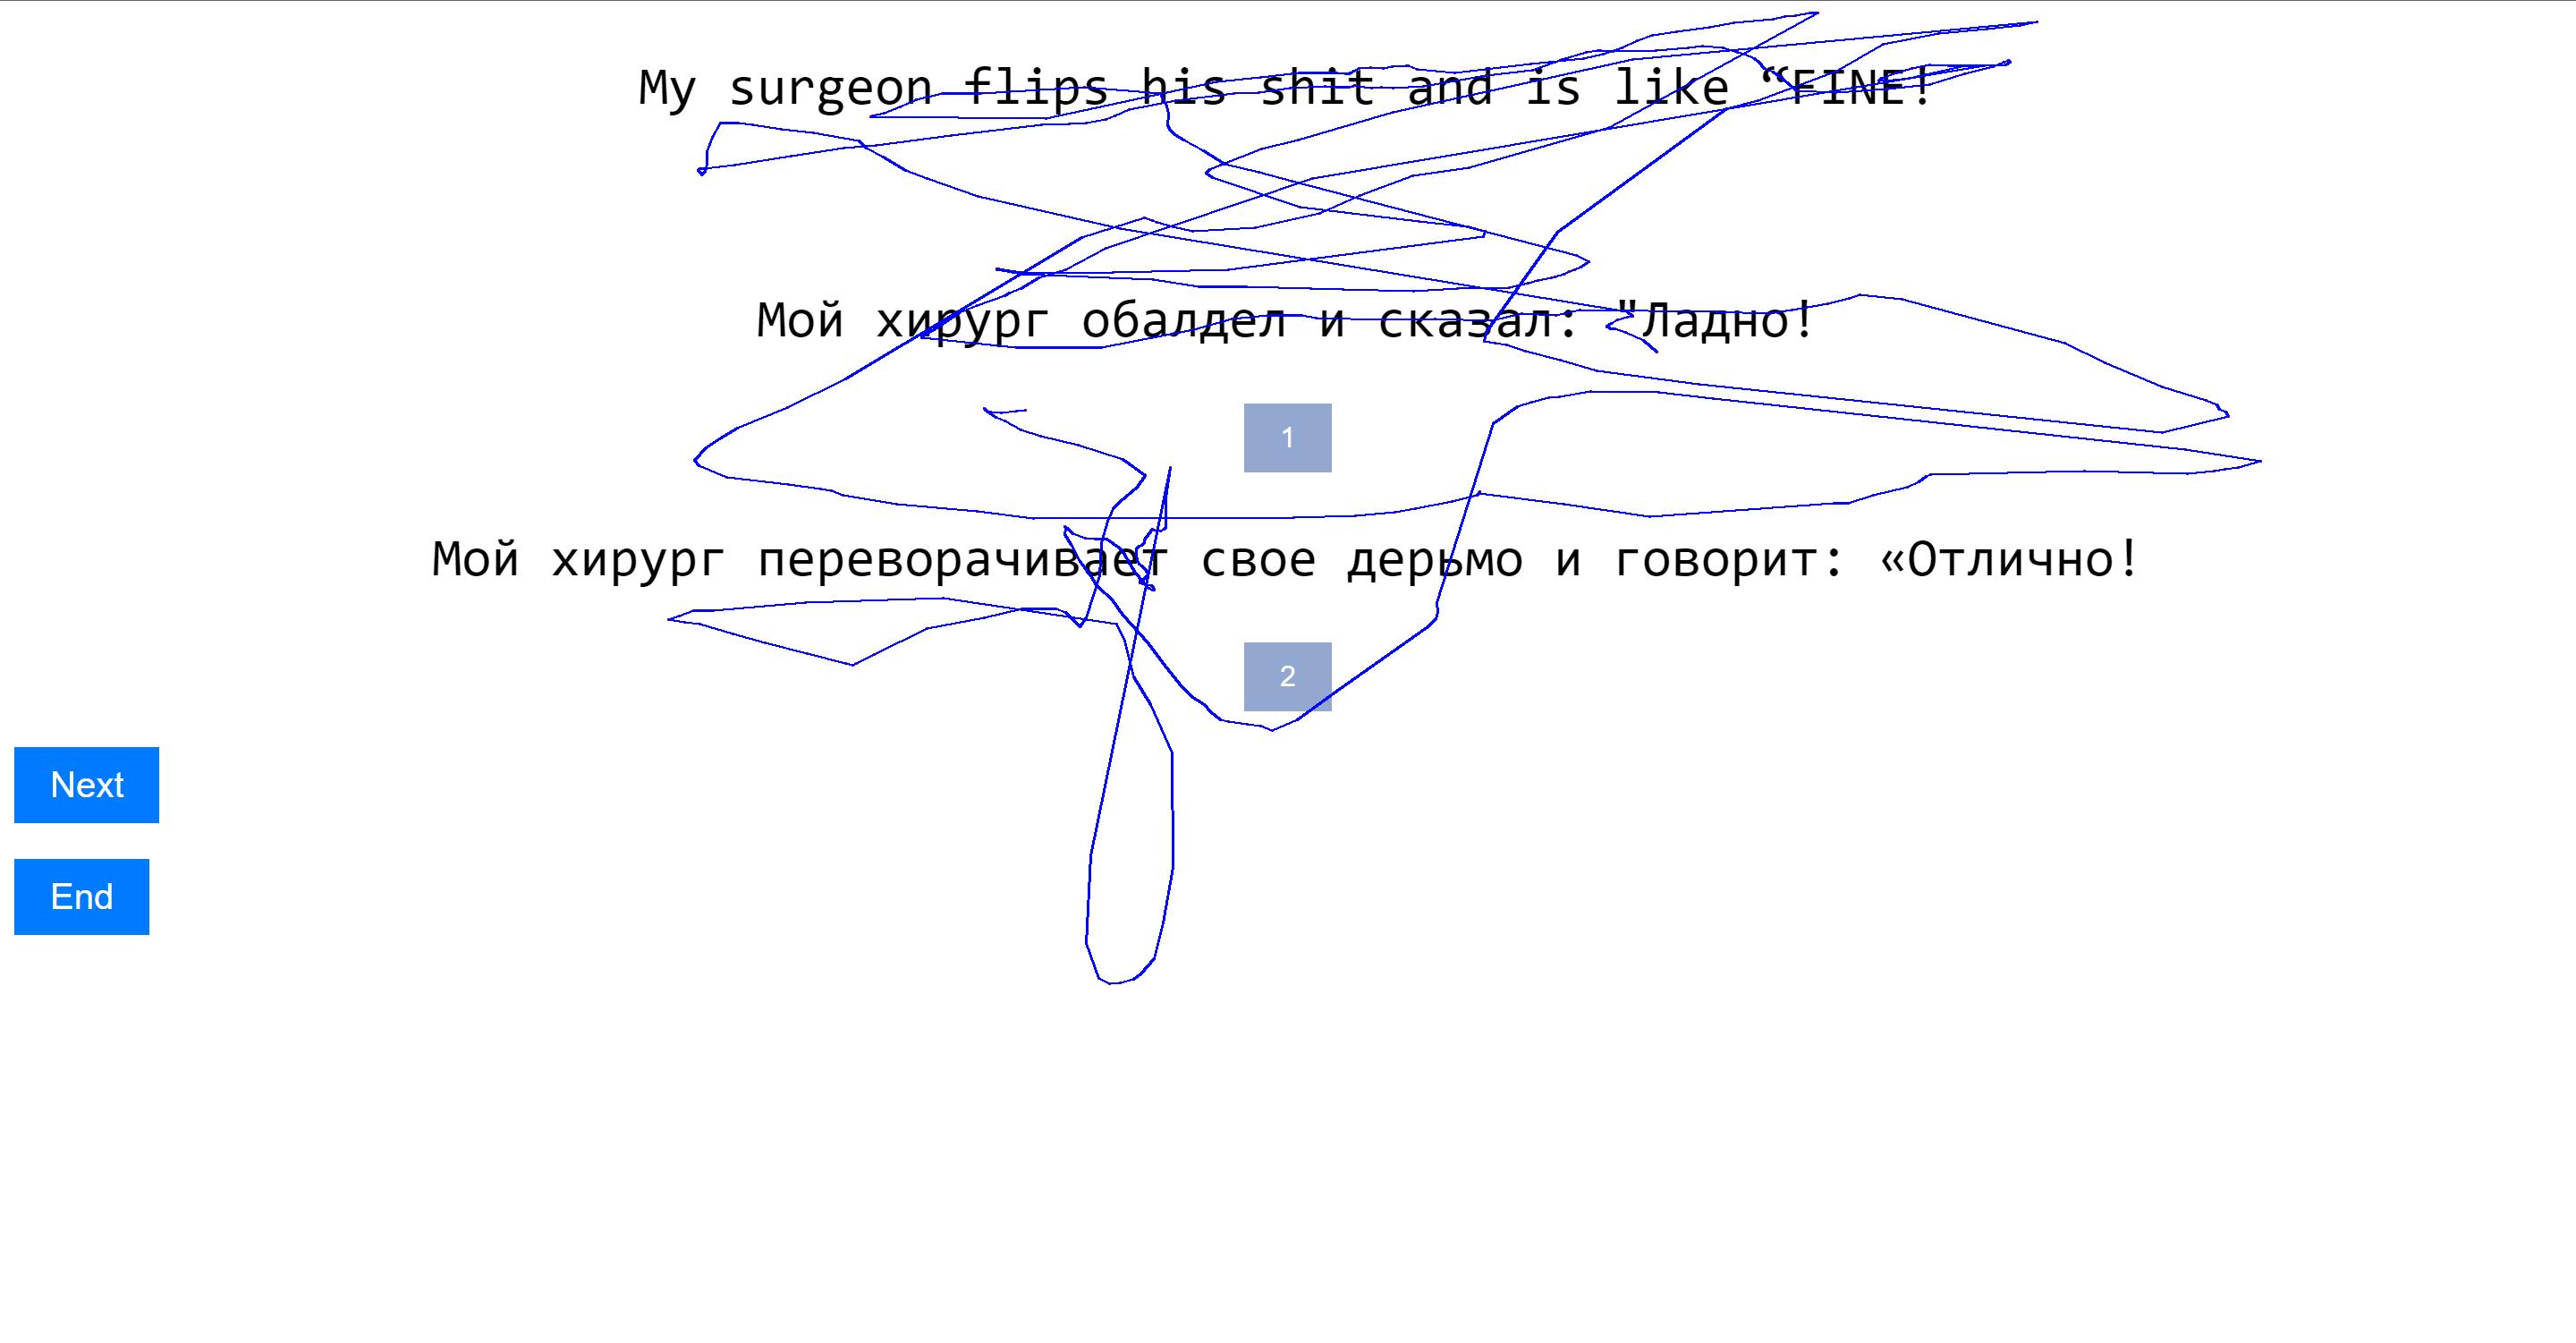 My surgeon flips his shit and is like “FINE!
Мой хирург обалдел и сказал: "Ладно!
1
Мой хирург переворачивает свое дерьмо и говорит: «Отлично!
2
Next
End